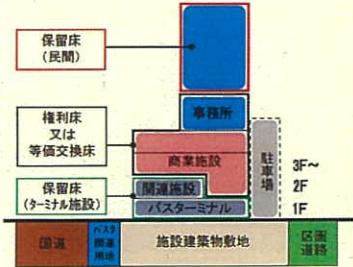 保留床
(民間)
事務所
権利床
又は
等価交換床
商業施設
駐車場
3F～
関連施設
2F
保留床
(ターミナル施設)
バスターミナル
1F
国道
バスタ
関連
用地
施設建築物敷地
区画
道路